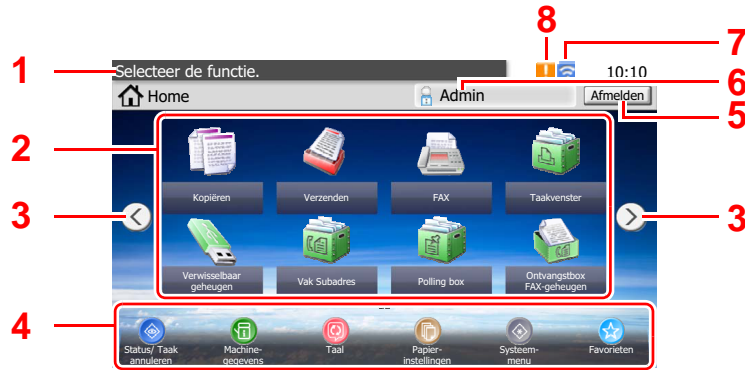 8
7
1
Selecteer de functie.
10:10
6
Home
Admin
Afmelden
5
2
Kopiëren
Verzenden
FAX
Taakvenster
3
3
Verwisselbaar
geheugen
Vak Subadres
Polling box
Ontvangstbox
FAX-geheugen
4
Status/ Taak
annuleren
Machine-
gegevens
Taal
Papier-
instellingen
Systeem-
menu
Favorieten